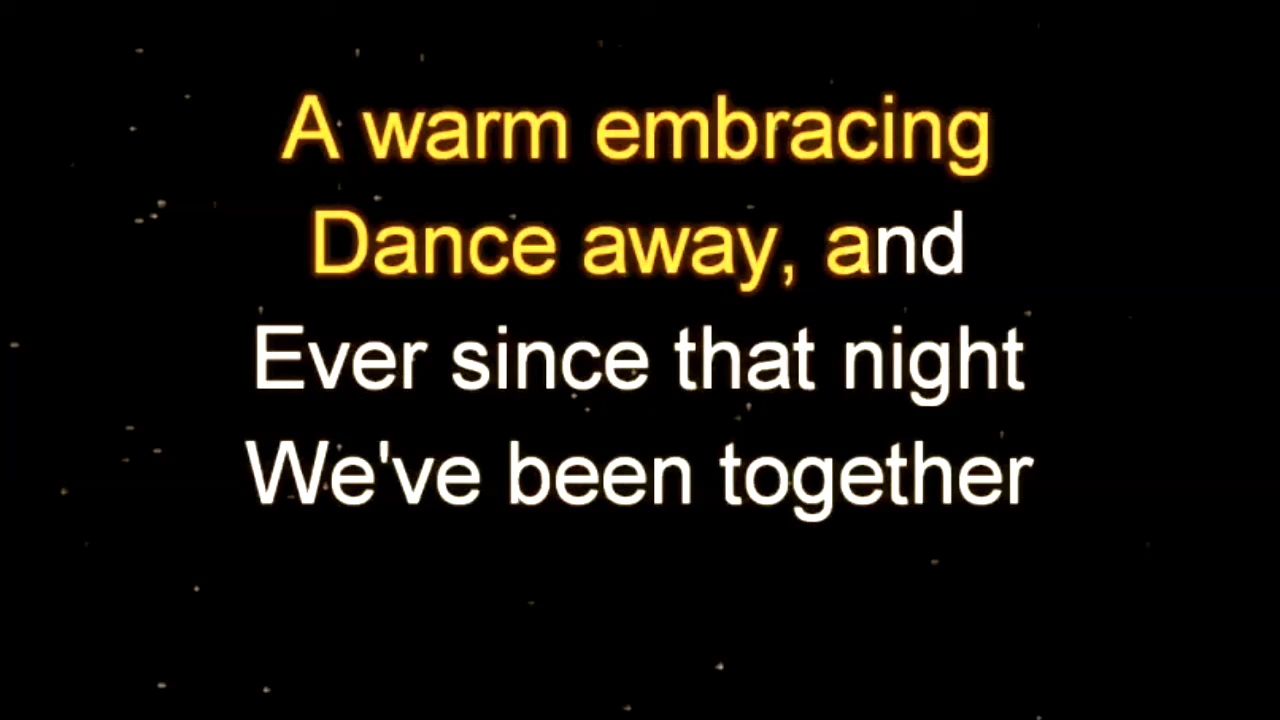 A warm embracing
Dance away, and
Ever since that night
We've been together